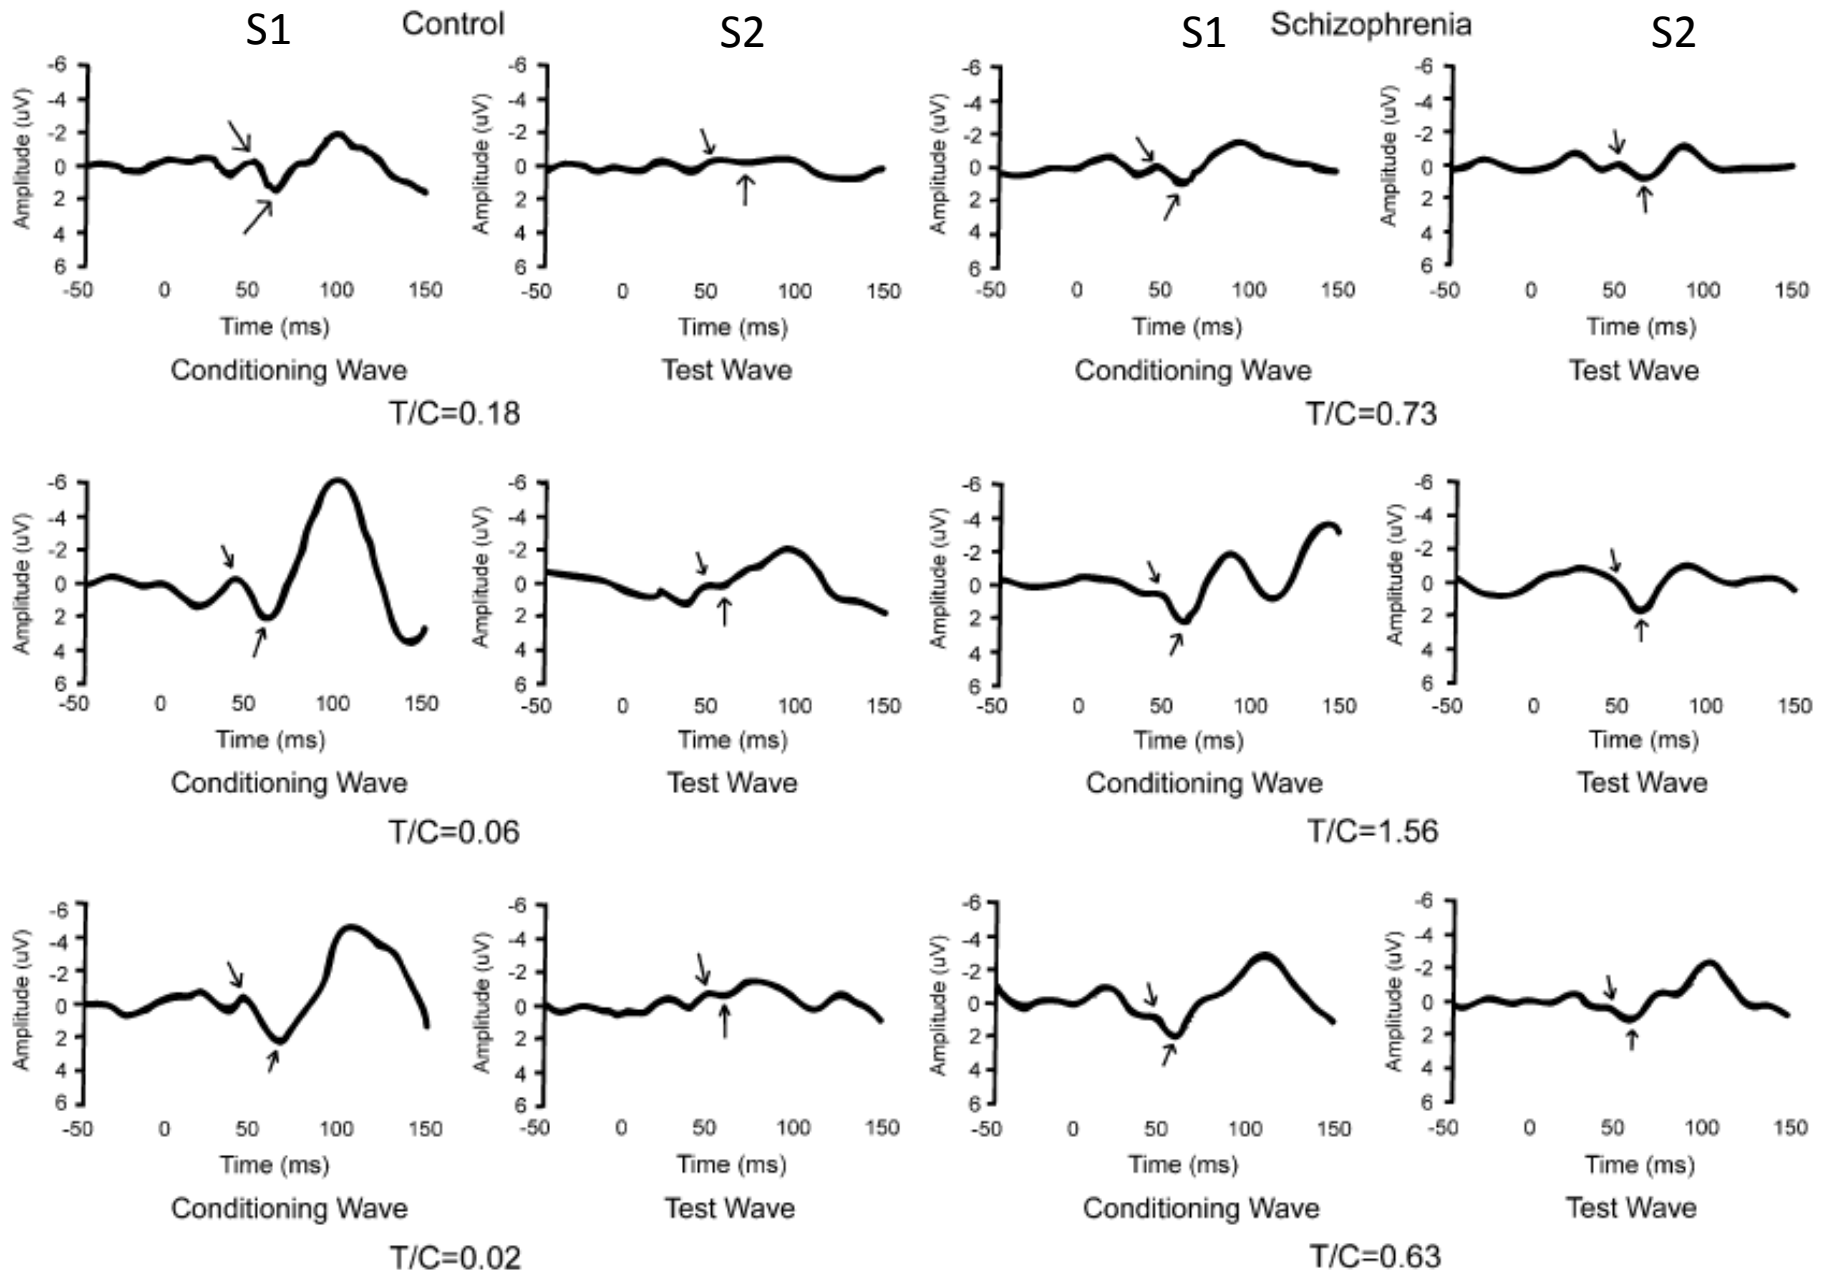 S1 Control S2 S1 Schizophrenia S2
-6 -6 -6 -6
-4 -4 -4 -4
-2 -2 -2 -2
0 0 0 0
2 2 2 2
4 4 4 4
6 6 6 6
Amplitude (uV) Amplitude (uV) Amplitude (uV) Amplitude (uV)
-50 0 50 100 150 -50 0 50 100 150 -50 0 50 100 150 -50 0 50 100 150
Time (ms) Time (ms) Time (ms) Time (ms)
Conditioning Wave Test Wave Conditioning Wave Test Wave
T/C=0.18 T/C=0.73
-6 -6 -6 -6
-4 -4 -4 -4
-2 -2 -2 -2
0 0 0 0
2 2 2 2
4 4 4 4
6 6 6 6
Amplitude (uV) Amplitude (uV) Amplitude (uV) Amplitude (uV)
-50 0 50 100 150 -50 0 50 100 150 -50 0 50 100 150 -50 0 50 100 150
Time (ms) Time (ms) Time (ms) Time (ms)
Conditioning Wave Test Wave Conditioning Wave Test Wave
T/C=0.06 T/C=1.56
-6 -6 -6 -6
-4 -4 -4 -4
-2 -2 -2 -2
0 0 0 0
2 2 2 2
4 4 4 4
6 6 6 6
Amplitude (uV) Amplitude (uV) Amplitude (uV) Amplitude (uV)
-50 0 50 100 150 -50 0 50 100 150 -50 0 50 100 150 -50 0 50 100 150
Time (ms) Time (ms) Time (ms) Time (ms)
Conditioning Wave Test Wave Conditioning Wave Test Wave
T/C=0.02 T/C=0.63